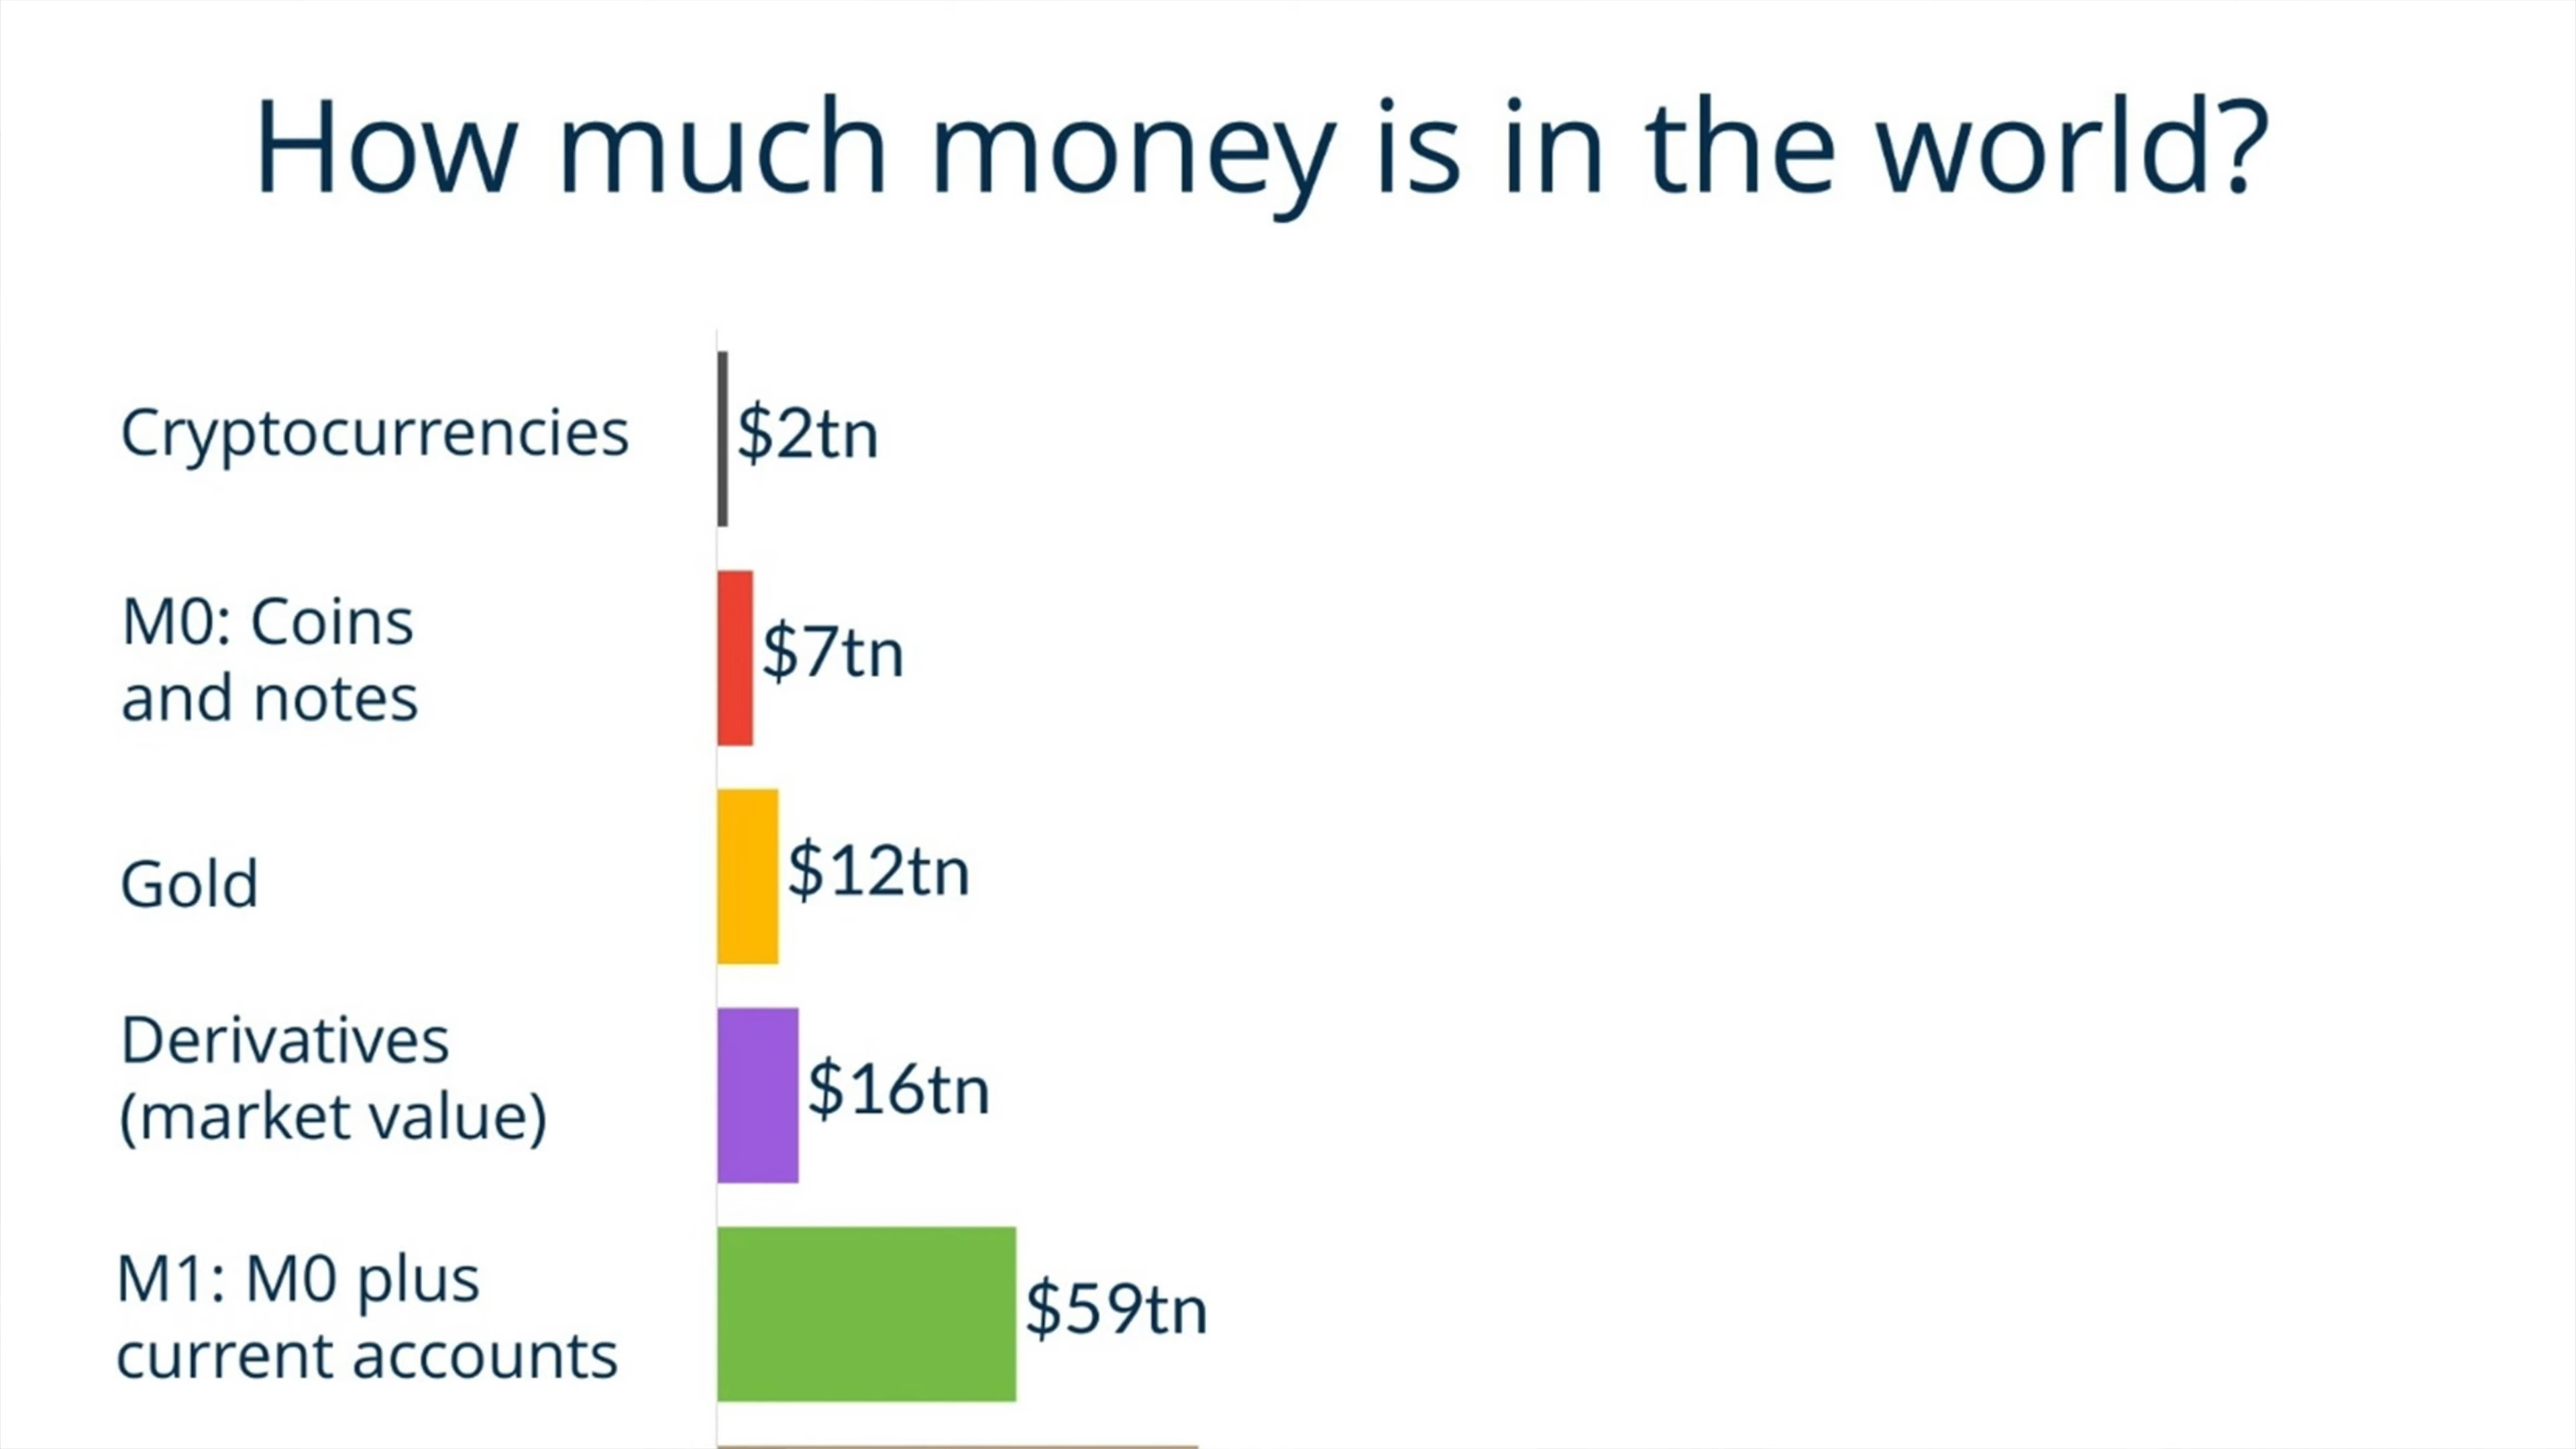 How much money is in the world?
Cryptocurrencies
$2tn
M0: Coins
and notes
$7tn
Gold
$12tn
Derivatives
(market value)
$16tn
M1: M0 plus
current accounts
$59tn